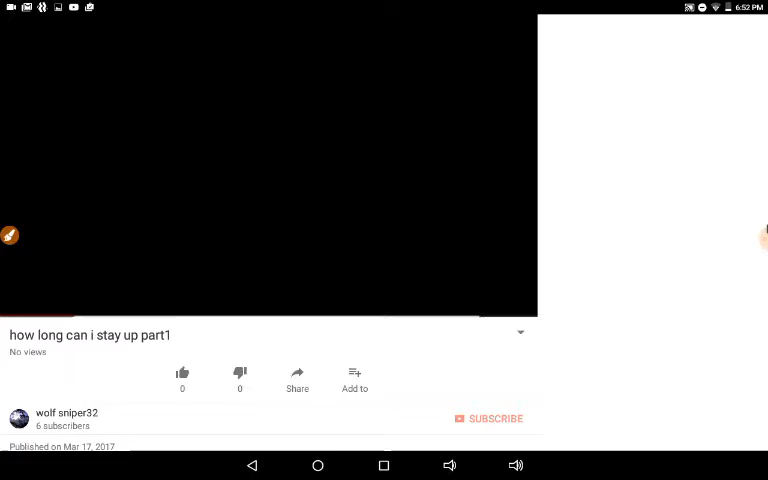 6:52 PM
how long can i stay up part1
No views
0 0 Share Add to
wolf sniper32
6 subscribers
SUBSCRIBE
Published on Mar 17, 2017